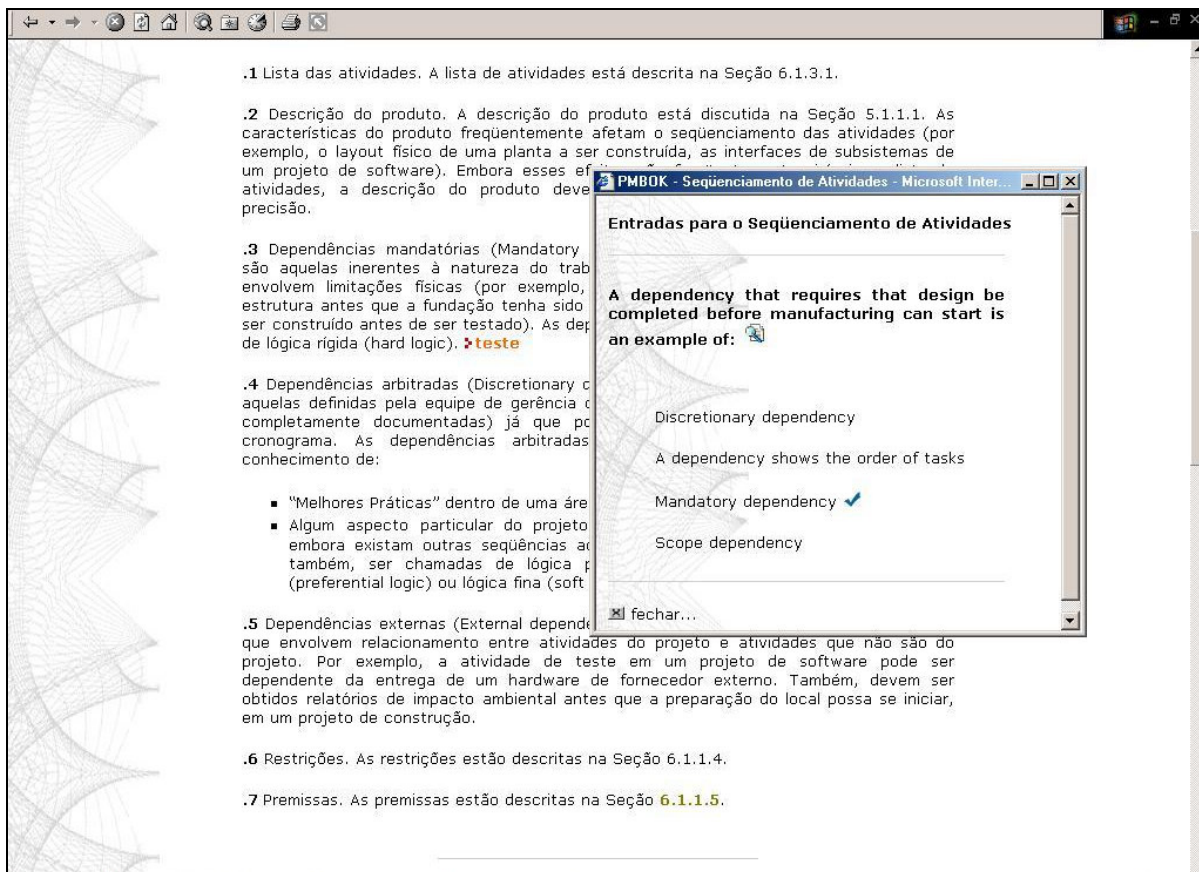 .1 Lista das atividades. A lista de atividades está descrita na Seção 6.1.3.1.
.2 Descrição do produto. A descrição do produto está discutida na Seção 5.1.1.1. As
características do produto freqüentemente afetam o seqüenciamento das atividades (por
exemplo, o layout físico de uma planta a ser construída, as interfaces de subsistemas de
um projeto de software). Embora esses
atividades, a descrição do produto deve
precisão.
.3 Dependências mandatórias (Mandatory
são aquelas inerentes à natureza do
envolvem limitações físicas (por exemplo,
estrutura antes que a fundação tenha sido
ser construído antes de ser testado). As
de lógica rígida (hard logic). teste
.4 Dependências arbitradas (Discretionary
aquelas definidas pela equipe de gerência
completamente documentadas) já que
cronograma. As dependências arbitradas
conhecimento de:
"Melhores Práticas" dentro de uma
Algum aspecto particular do projeto
embora existam outras seqüências
também, ser chamadas de lógica
(preferential logic) ou lógica fina (soft
.5 Dependências externas (External
que envolvem relacionamento entre atividades do projeto e atividades que não são do
projeto. Por exemplo, a atividade de teste em um projeto de software pode ser
dependente da entrega de um hardware de fornecedor externo. Também, devem ser
obtidos relatórios de impacto ambiental antes que a preparação do local possa se iniciar,
em um projeto de construção.
.6 Restrições. As restrições estão descritas na Seção 6.1.1.4.
.7 Premissas. As premissas estão descritas na Seção 6.1.1.5.
PMBOK - Seqüenciamento de Atividades - Microsoft Inter...
Entradas para o Seqüenciamento de Atividades
A dependency that requires that design be
completed before manufacturing can start is
an example of:
Discretionary dependency
A dependency shows the order of tasks
Mandatory dependency
Scope dependency
fechar...